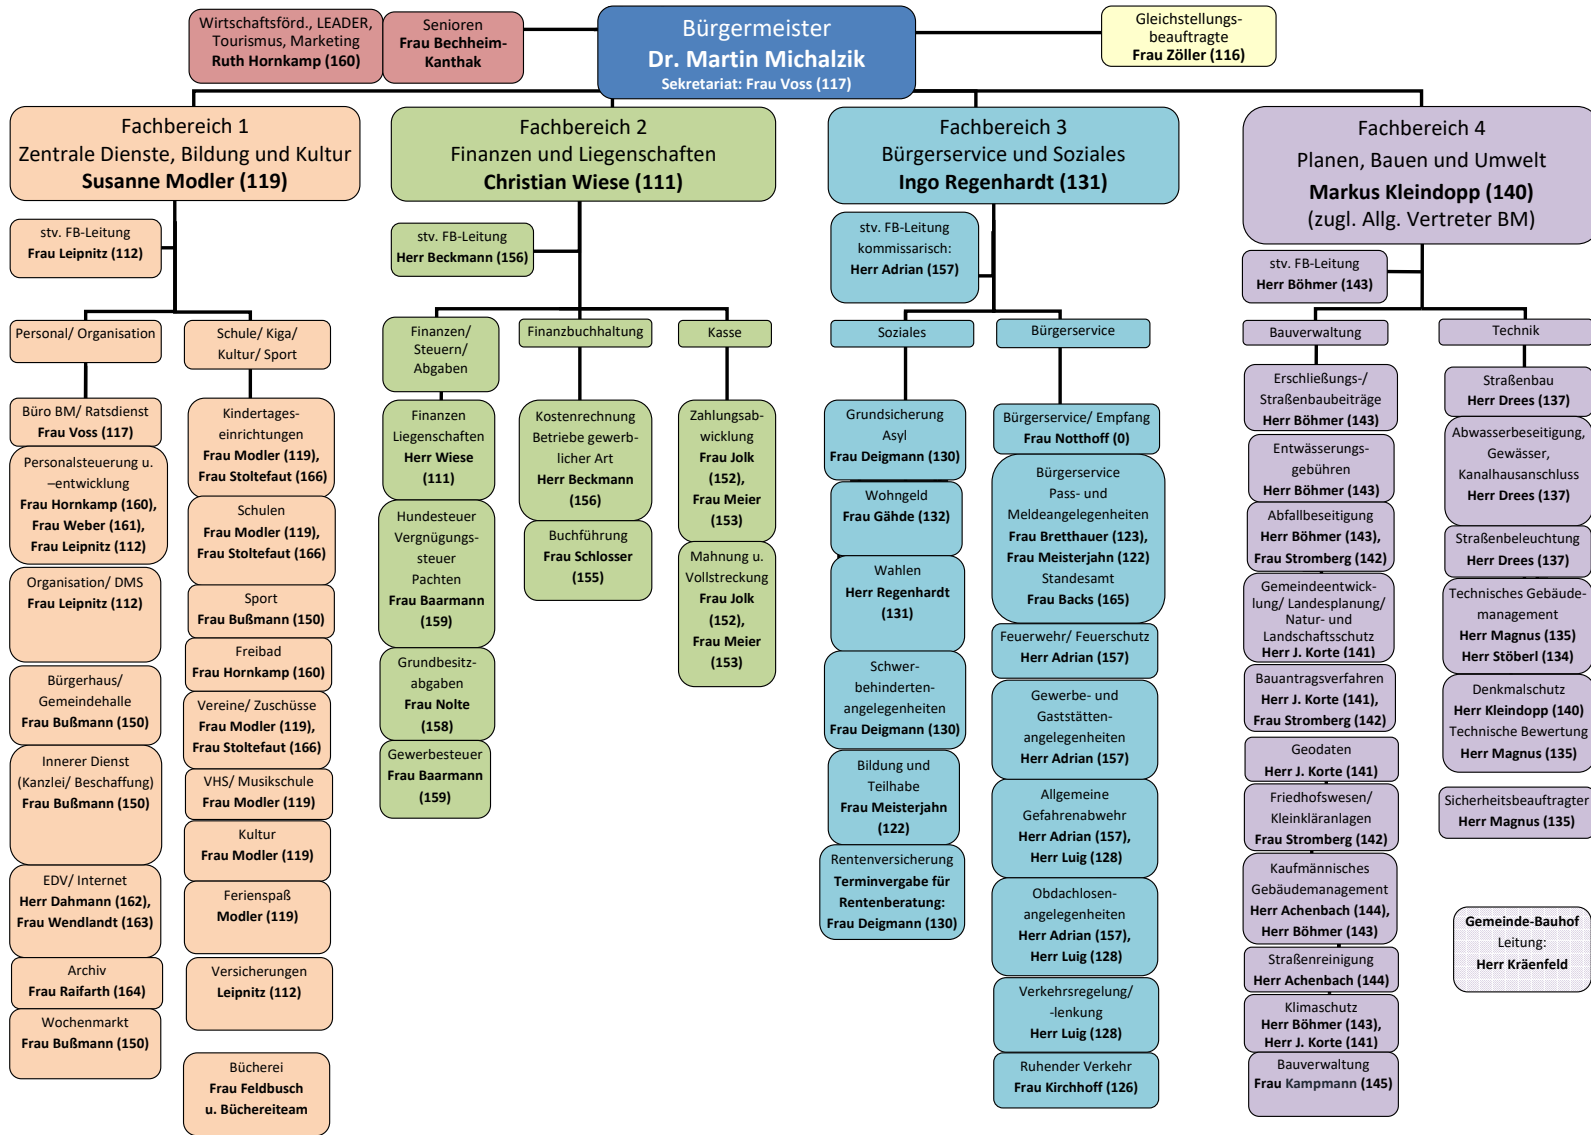 Wirtschaftsförd., LEADER,
Tourismus, Marketing
Ruth Hornkamp (160)
Senioren
Frau Bechheim-
Kanthak
Bürgermeister
Dr. Martin Michalzik
Sekretariat: Frau Voss (117)
Gleichstellungs-
beauftragte
Frau Zöller (116)
Fachbereich 1
Zentrale Dienste, Bildung und Kultur
Susanne Modler (119)
stv. FB-Leitung
Frau Leipnitz (112)
Personal/ Organisation
Büro BM/ Ratsdienst
Frau Voss (117)
Personalsteuerung u.
–entwicklung
Frau Hornkamp (160),
Frau Weber (161),
Frau Leipnitz (112)
Organisation/ DMS
Frau Leipnitz (112)
Bürgerhaus/
Gemeindehalle
Frau Bußmann (150)
Innerer Dienst
(Kanzlei/ Beschaffung)
Frau Bußmann (150)
EDV/ Internet
Herr Dahmann (162),
Frau Wendlandt (163)
Archiv
Frau Raifarth (164)
Wochenmarkt
Frau Bußmann (150)
Schule/ Kiga/
Kultur/ Sport
Kindertages-
einrichtungen
Frau Modler (119),
Frau Stoltefaut (166)
Schulen
Frau Modler (119),
Frau Stoltefaut (166)
Sport
Frau Bußmann (150)
Freibad
Frau Hornkamp (160)
Vereine/ Zuschüsse
Frau Modler (119),
Frau Stoltefaut (166)
VHS/ Musikschule
Frau Modler (119)
Kultur
Frau Modler (119)
Ferienspaß
Modler (119)
Versicherungen
Leipnitz (112)
Bücherei
Frau Feldbusch
u. Büchereiteam
Fachbereich 2
Finanzen und Liegenschaften
Christian Wiese (111)
stv. FB-Leitung
Herr Beckmann (156)
Finanzen/
Steuern/
Abgaben
Finanzen
Liegenschaften
Herr Wiese
(111)
Hundesteuer
Vergnügungs-
steuer
Pachten
Frau Baarmann
(159)
Grundbesitz-
abgaben
Frau Nolte
(158)
Gewerbesteuer
Frau Baarmann
(159)
Finanzbuchhaltung
Kostenrechnung
Betriebe gewerb-
licher Art
Herr Beckmann
(156)
Buchführung
Frau Schlosser
(155)
Kasse
Zahlungsab-
wicklung
Frau Jolk
(152),
Frau Meier
(153)
Mahnung u.
Vollstreckung
Frau Jolk
(152),
Frau Meier
(153)
Fachbereich 3
Bürgerservice und Soziales
Ingo Regenhardt (131)
stv. FB-Leitung
kommissarisch:
Herr Adrian (157)
Soziales
Grundsicherung
Asyl
Frau Deigmann (130)
Wohngeld
Frau Gähde (132)
Wahlen
Herr Regenhardt
(131)
Schwer-
behinderten-
angelegenheiten
Frau Deigmann (130)
Bildung und
Teilhabe
Frau Meisterjahn
(122)
Rentenversicherung
Terminvergabe für
Rentenberatung:
Frau Deigmann (130)
Bürgerservice
Bürgerservice/ Empfang
Frau Notthoff (0)
Bürgerservice
Pass- und
Meldeangelegenheiten
Frau Bretthauer (123),
Frau Meisterjahn (122)
Standesamt
Frau Backs (165)
Feuerwehr/ Feuerschutz
Herr Adrian (157)
Gewerbe- und
Gaststätten-
angelegenheiten
Herr Adrian (157)
Allgemeine
Gefahrenabwehr
Herr Adrian (157),
Herr Luig (128)
Obdachlosen-
angelegenheiten
Herr Adrian (157),
Herr Luig (128)
Verkehrsregelung/
-lenkung
Herr Luig (128)
Ruhender Verkehr
Frau Kirchhoff (126)
Fachbereich 4
Planen, Bauen und Umwelt
Markus Kleindopp (140)
(zugl. Allg. Vertreter BM)
stv. FB-Leitung
Herr Böhmer (143)
Bauverwaltung
Erschließungs-/
Straßenbaubeiträge
Herr Böhmer (143)
Entwässerungs-
gebühren
Herr Böhmer (143)
Abfallbeseitigung
Herr Böhmer (143),
Frau Stromberg (142)
Gemeindeentwick-
lung/ Landesplanung/
Natur- und
Landschaftsschutz
Herr J. Korte (141)
Bauantragsverfahren
Herr J. Korte (141),
Frau Stromberg (142)
Geodaten
Herr J. Korte (141)
Friedhofswesen/
Kleinkläranlagen
Frau Stromberg (142)
Kaufmännisches
Gebäudemanagement
Herr Achenbach (144),
Herr Böhmer (143)
Straßenreinigung
Herr Achenbach (144)
Klimaschutz
Herr Böhmer (143),
Herr J. Korte (141)
Bauverwaltung
Frau Kampmann (145)
Technik
Straßenbau
Herr Drees (137)
Abwasserbeseitigung,
Gewässer,
Kanalhausanschluss
Herr Drees (137)
Straßenbeleuchtung
Herr Drees (137)
Technisches Gebäude-
management
Herr Magnus (135)
Herr Stöberl (134)
Denkmalschutz
Herr Kleindopp (140)
Technische Bewertung
Herr Magnus (135)
Sicherheitsbeauftragter
Herr Magnus (135)
Gemeinde-Bauhof
Leitung:
Herr Kräenfeld